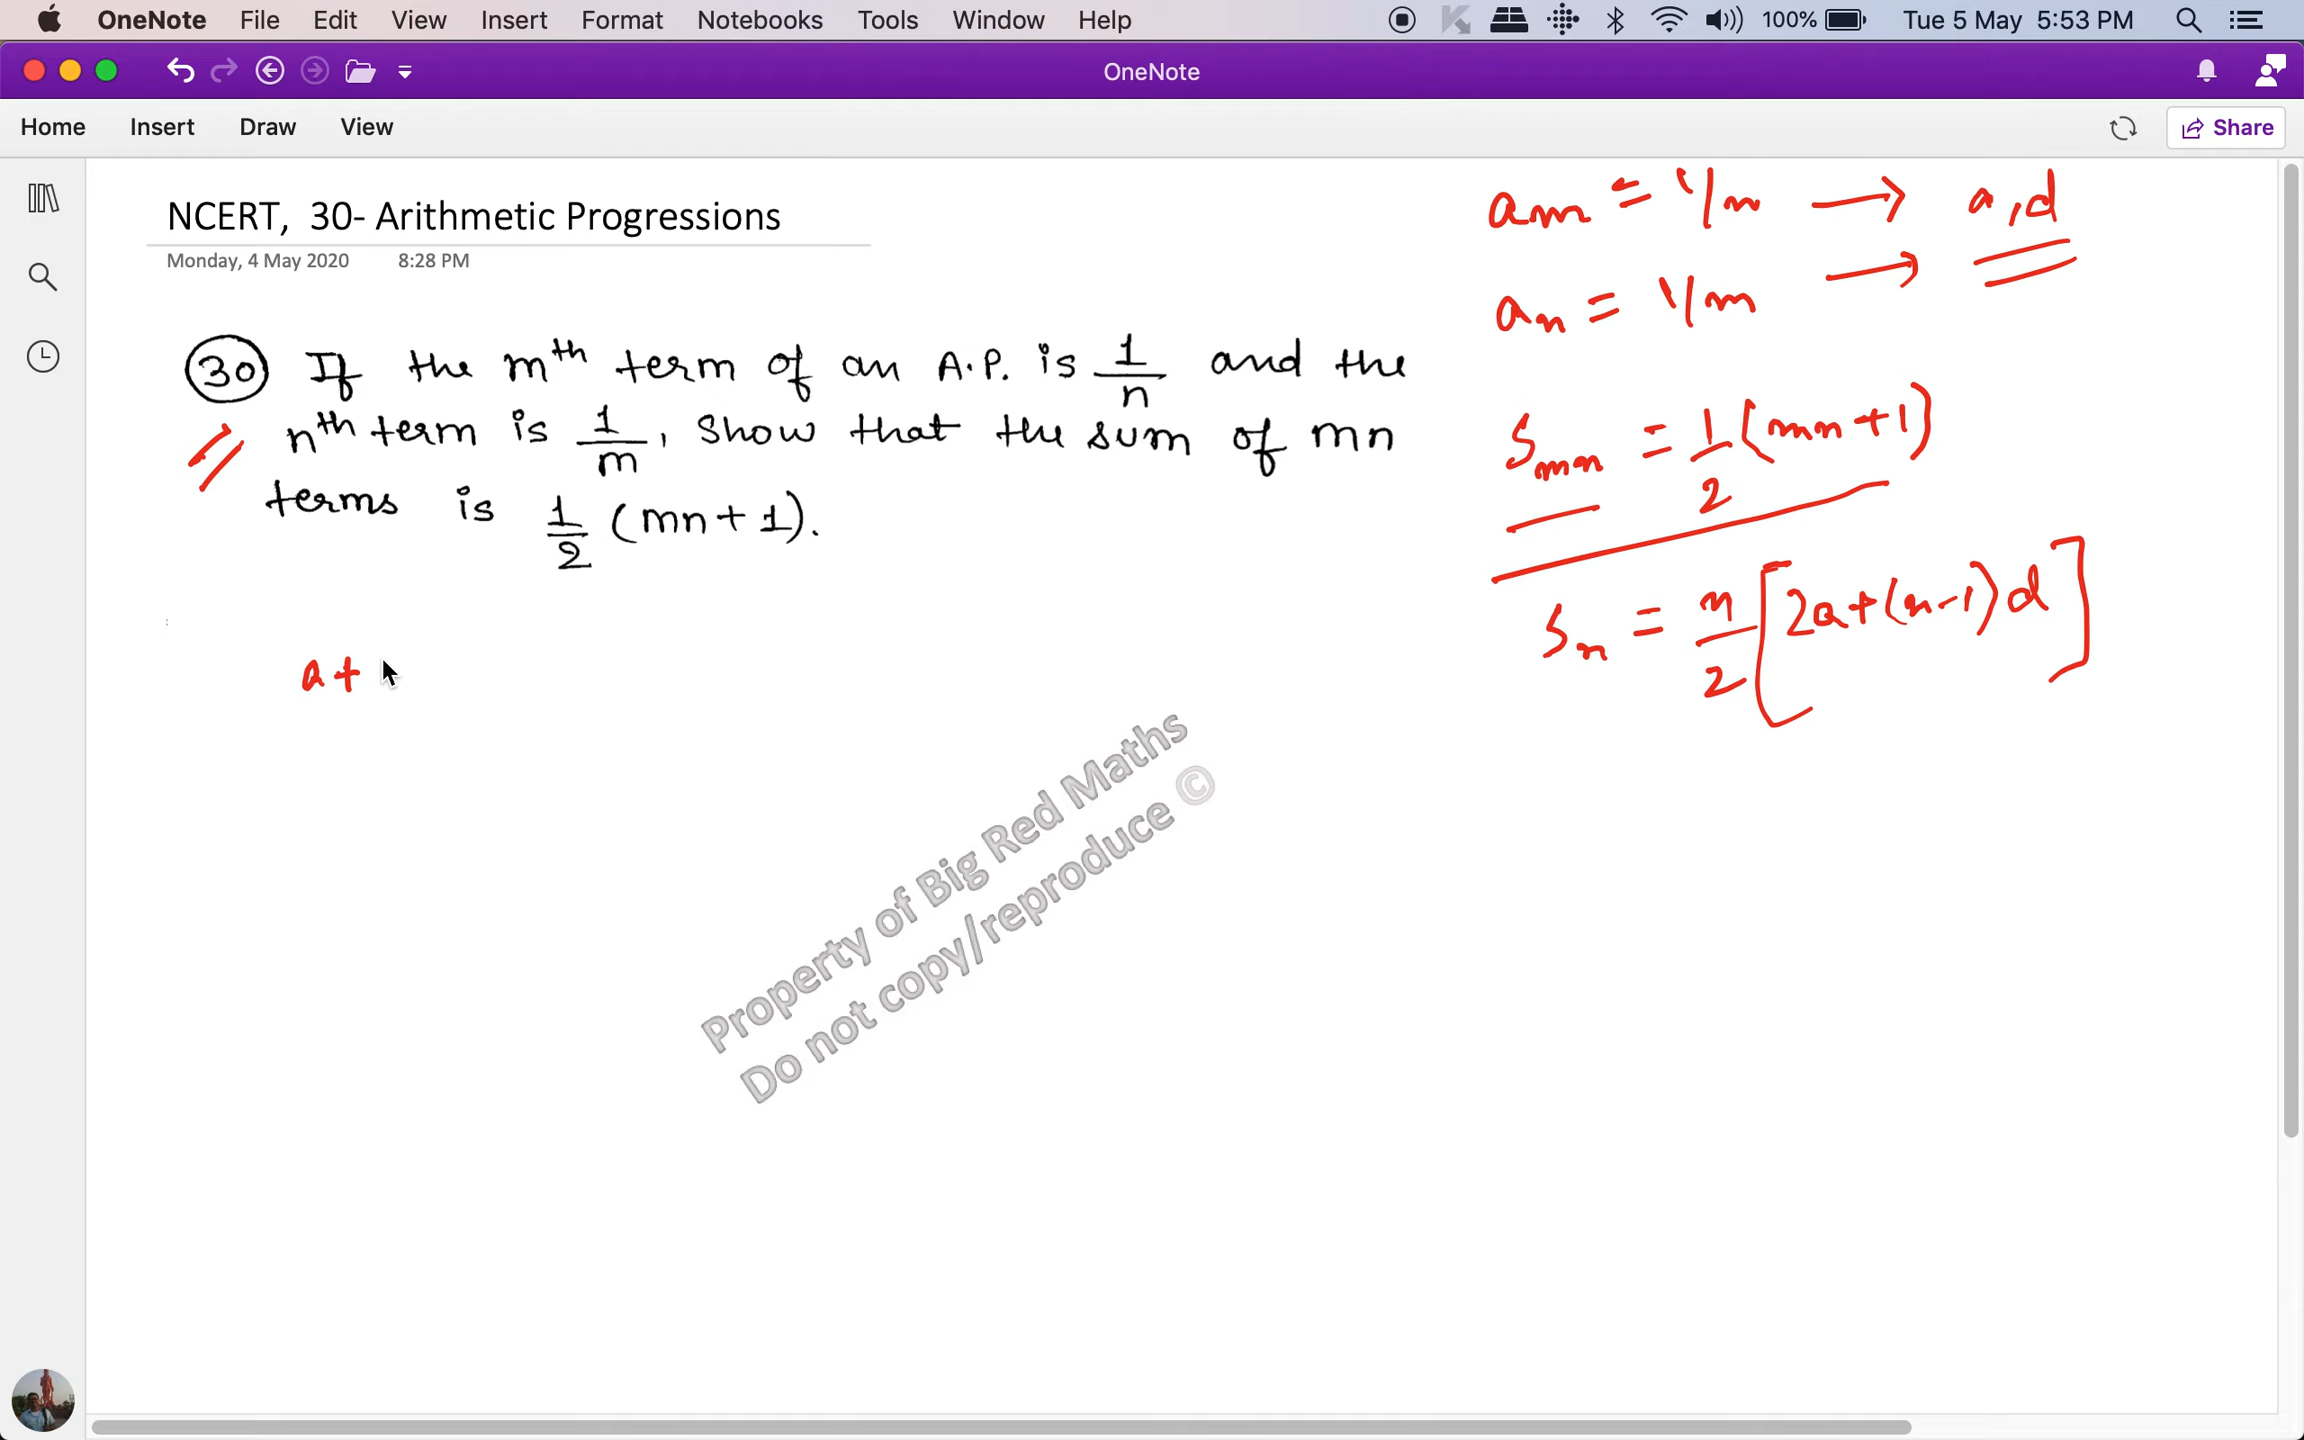 OneNote File Edit View Insert Format Notebooks Tools Window Help 100% Tue 5 May 5:53 PM
OneNote
Home Insert Draw View Share
NCERT, 30- Arithmetic Progressions
Monday, 4 May 2020 8:28 PM
30 If the mth term of an A.P. is 1/n and the
nth term is 1/m, show that the sum of mn
terms is 1/2 (mn+1).
a+
am = 1/n → a,d
an = 1/m →
Smn = 1/2 (mn+1)
Sn = n/2 [2a+(n-1)d]
Property of Big Red Maths
Do not copy/reproduce ©